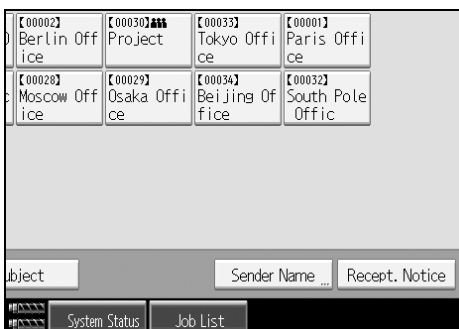 【00002】
Berlin Off
ice
【00030】
Project
【00033】
Tokyo Offi
ce
【00001】
Paris Offi
ce
【00028】
Moscow Off
ice
【00029】
Osaka Offi
ce
【00034】
Beijing Of
fice
【00032】
South Pole
Offic
ubject
Sender Name ...
Recept. Notice
System Status
Job List